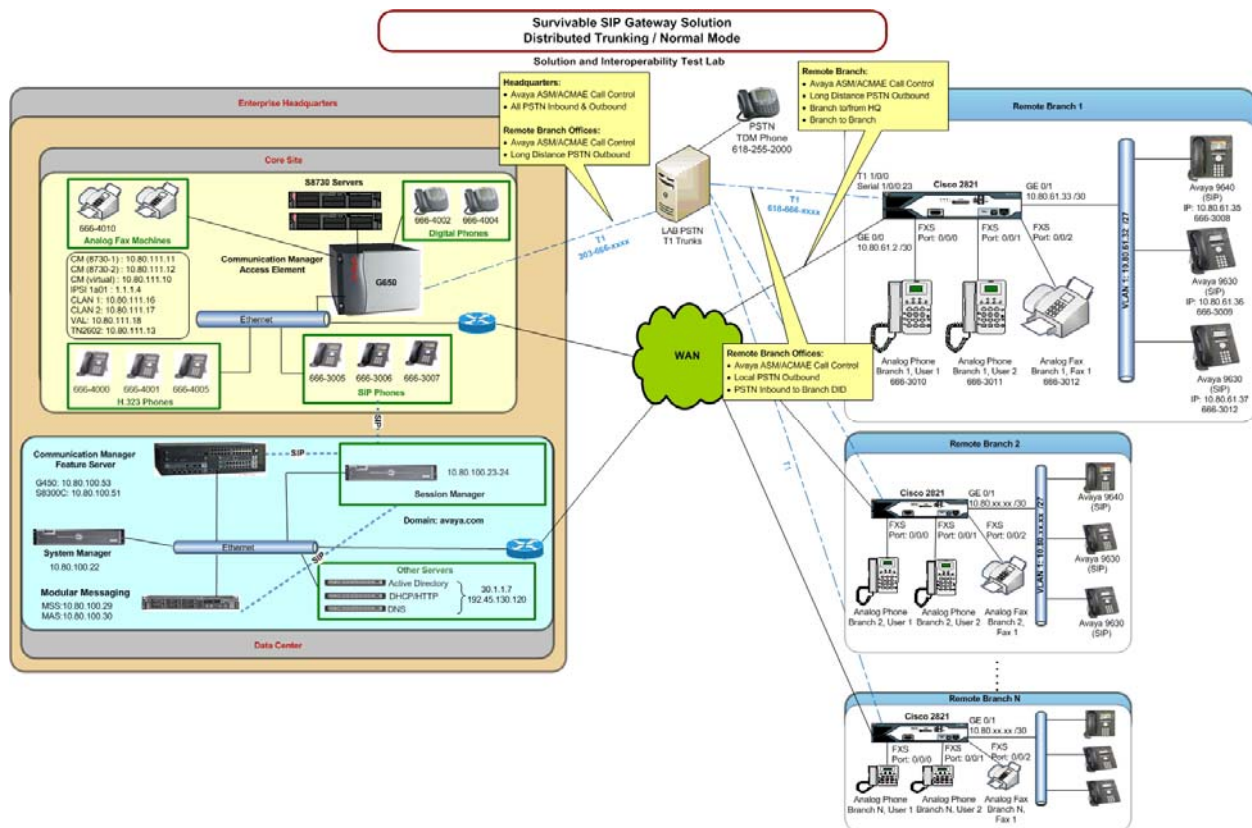 Survivable SIP Gateway Solution
Distributed Trunking / Normal Mode
Solution and Interoperability Test Lab
Enterprise Headquarters
Core Site
S8730 Servers
666-4010
Analog Fax Machines
666-4002
666-4004
Digital Phones
CM (8730-1) : 10.80.111.11
CM (8730-2) : 10.80.111.12
CM (virtual) : 10.80.111.10
IPSI 1a01 : 1.1.1.4
CLAN 1: 10.80.111.16
CLAN 2: 10.80.111.17
VAL: 10.80.111.18
TN2602: 10.80.111.13
Communication Manager
Access Element
G650
Ethernet
666-4000
666-4001
666-4005
H.323 Phones
666-3005
666-3006
666-3007
SIP Phones
SIP
Communication Manager
Feature Server
G450: 10.80.100.53
S8300C: 10.80.100.51
SIP
10.80.100.23-24
Session Manager
Domain: avaya.com
System Manager
10.80.100.22
Ethernet
SIP
Modular Messaging
MSS:10.80.100.29
MAS:10.80.100.30
Other Servers
Active Directory
DHCP/HTTP
DNS
30.1.1.7
192.45.130.120
Data Center
Headquarters:
• Avaya ASM/ACMAE Call Control
• All PSTN Inbound & Outbound
Remote Branch Offices:
• Avaya ASM/ACMAE Call Control
• Long Distance PSTN Outbound
PSTN
TDM Phone
618-255-2000
LAB PSTN
T1 Trunks
T1
303-666-xxxx
T1
618-666-xxxx
T1
WAN
Remote Branch:
• Avaya ASM/ACMAE Call Control
• Long Distance PSTN Outbound
• Branch to/from HQ
• Branch to Branch
Remote Branch Offices:
• Avaya ASM/ACMAE Call Control
• Local PSTN Outbound
• PSTN Inbound to Branch DID
Remote Branch 1
T1 1/0/0
Serial 1/0/0:23
Cisco 2821
GE 0/1
10.80.61.33 /30
GE 0/0
10.80.61.2 /30
FXS
Port: 0/0/0
FXS
Port: 0/0/1
FXS
Port: 0/0/2
Analog Phone
Branch 1, User 1
666-3010
Analog Phone
Branch 1, User 2
666-3011
Analog Fax
Branch 1, Fax 1
666-3012
VLAN 1: 10.80.61.32 /27
Avaya 9640
(SIP)
IP: 10.80.61.35
666-3008
Avaya 9630
(SIP)
IP: 10.80.61.36
666-3009
Avaya 9630
(SIP)
IP: 10.80.61.37
666-3012
Remote Branch 2
Cisco 2821
GE 0/1
10.80.xx.xx /30
FXS
Port: 0/0/0
FXS
Port: 0/0/1
FXS
Port: 0/0/2
Analog Phone
Branch 2, User 1
Analog Phone
Branch 2, User 2
Analog Fax
Branch 2,
Fax 1
VLAN 1: 10.80.xx.xx /27
Avaya 9640
(SIP)
Avaya 9630
(SIP)
Avaya 9630
(SIP)
Remote Branch N
Cisco 2821
GE 0/1
10.80.xx.xx /30
FXS
Port: 0/0/0
FXS
Port: 0/0/1
FXS
Port: 0/0/2
Analog Phone
Branch N, User 1
Analog Phone
Branch N, User 2
Analog Fax
Branch N,
Fax 1